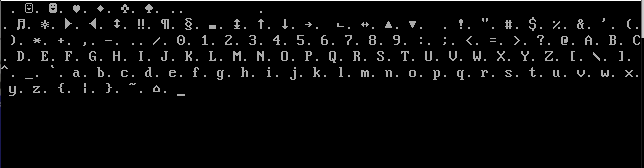 . ☺. ☻. ♥. ♦. ♣. ♠. .. .
. ♫. *. ►. ◄. ↕. ‼. ¶. §. ▬. ↨. ↑. ↓. →. ∟. ↔. ▲. ▼. . !. ". #. $. %. &. '. (.
). *. +. ,. -. .. /. 0. 1. 2. 3. 4. 5. 6. 7. 8. 9. :. ;. <. =. >. ?. @. A. B. C
. D. E. F. G. H. I. J. K. L. M. N. O. P. Q. R. S. T. U. V. W. X. Y. Z. [. \. ].
^. _. `. a. b. c. d. e. f. g. h. i. j. k. l. m. n. o. p. q. r. s. t. u. v. w. x.
y. z. {. |. }. ~. ⌂. _